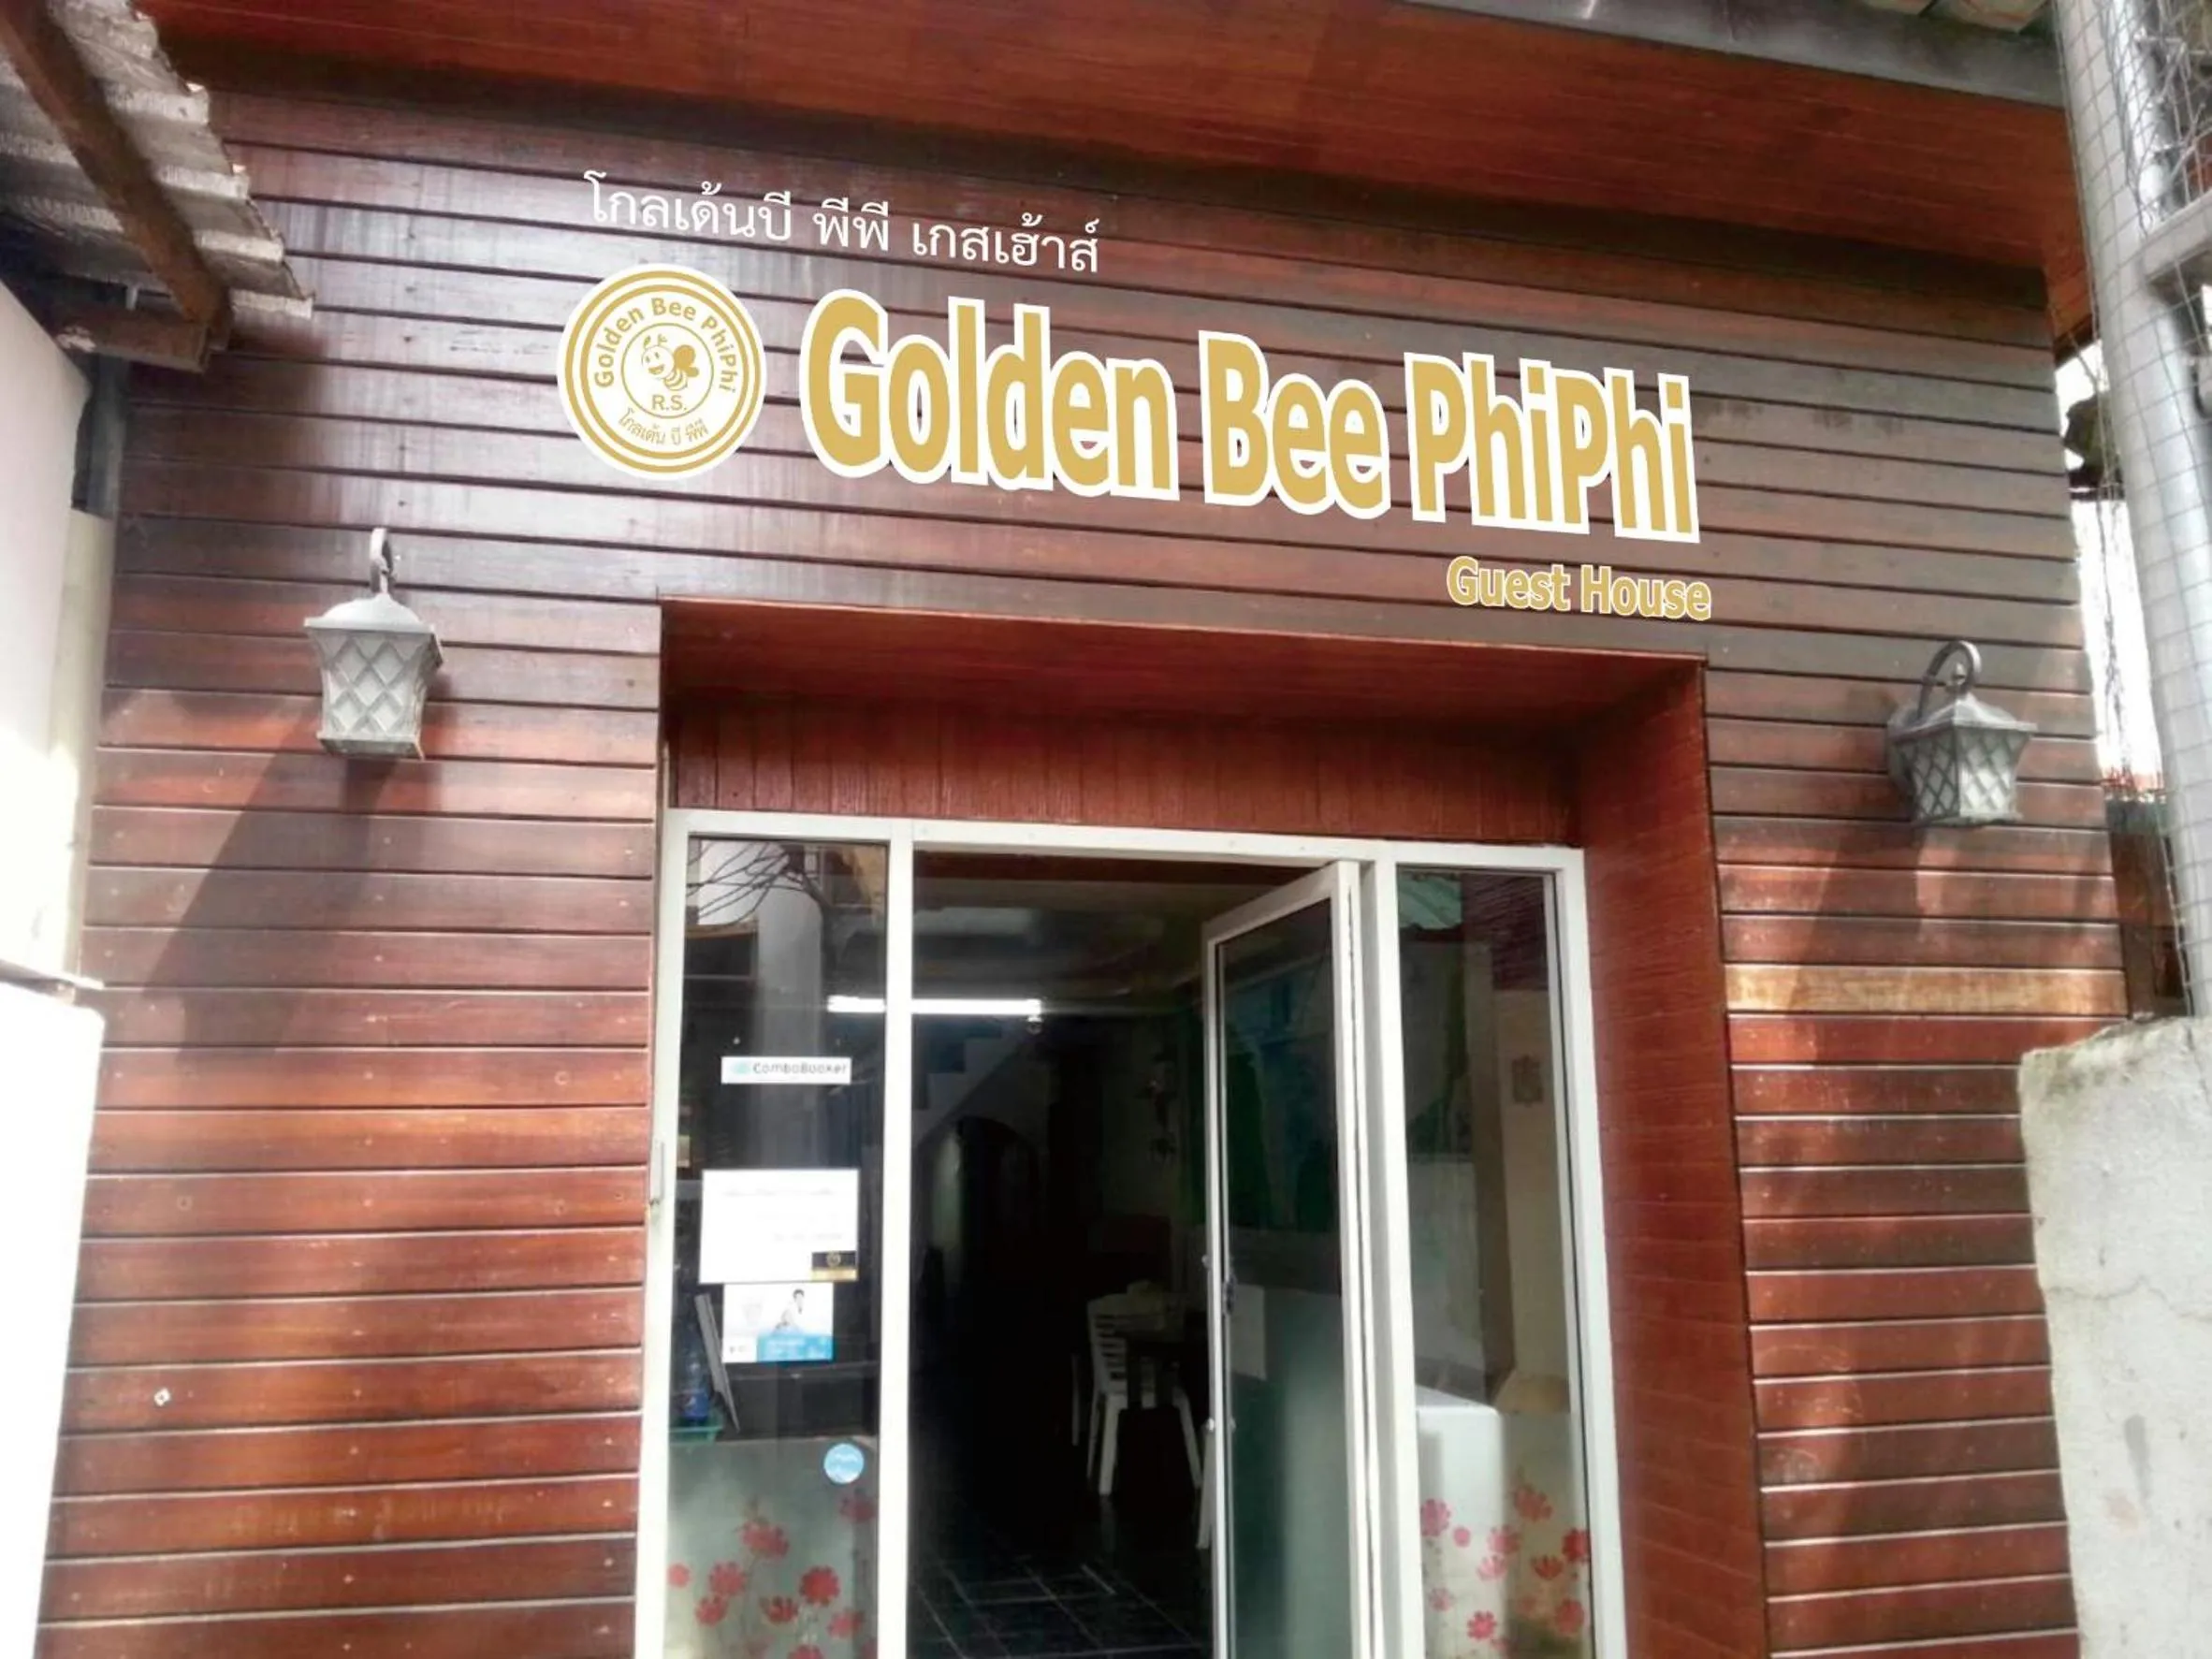 โกลเด้นบี พีพี เกสเฮ้าส์
Golden Bee PhiPhi
R.S.
โกลเด้น บี พีพี
Golden Bee PhiPhi
Guest House
ComboBooker